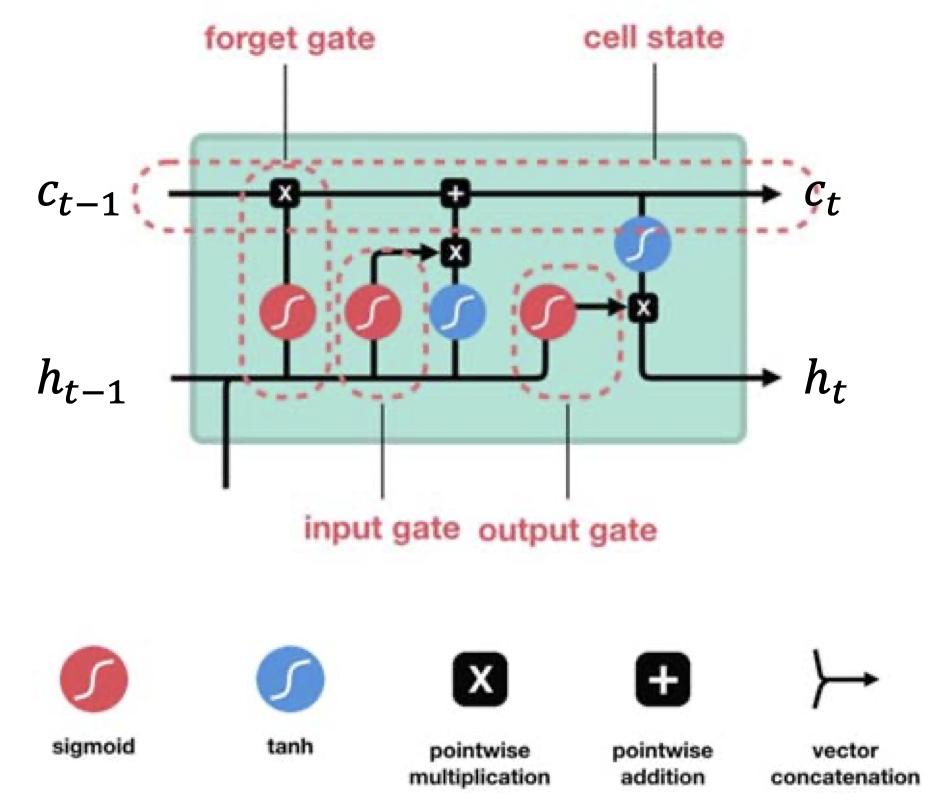 forget gate
cell state
c_{t−1}
c_t
h_{t−1}
h_t
input gate
output gate
sigmoid
tanh
X
pointwise
multiplication
+
pointwise
addition
vector
concatenation